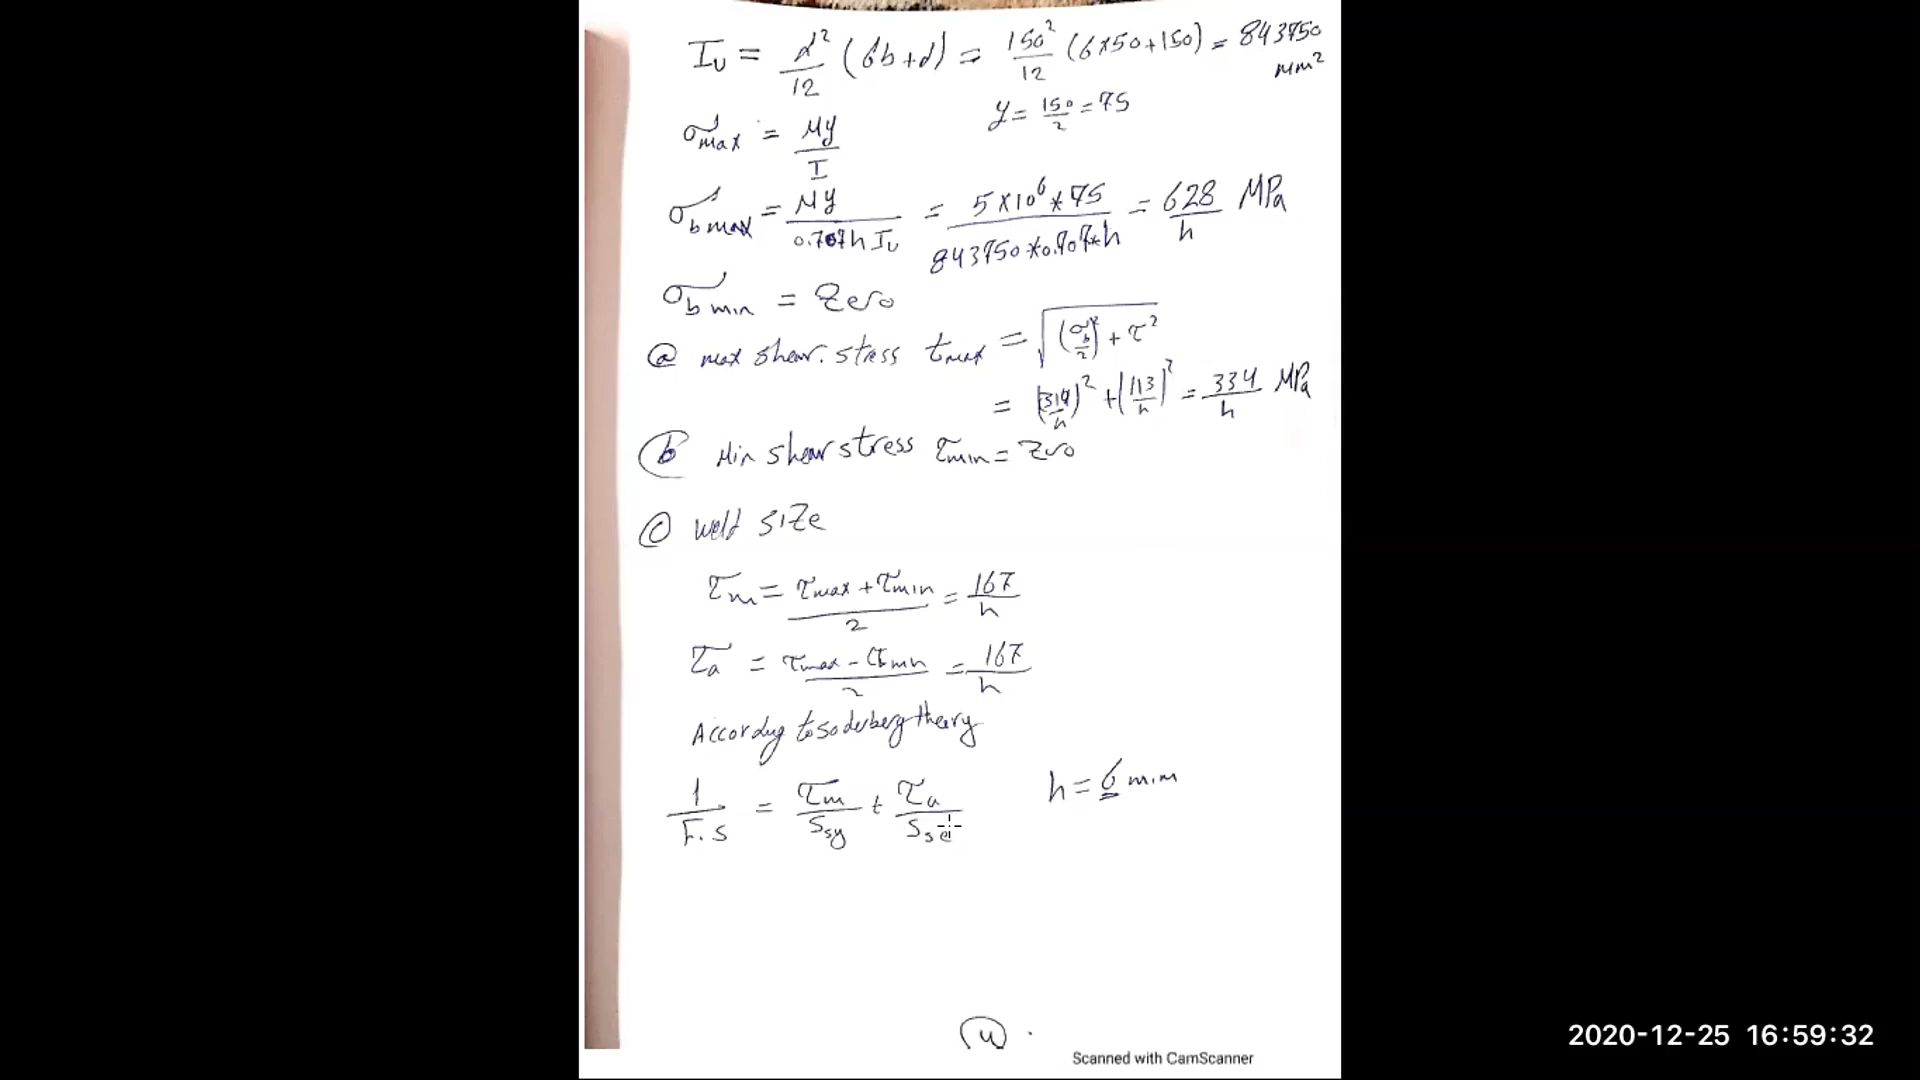 Iu = d²/12 (6b+d) = 150²/12 (6*50+150) = 843750 mm²
y = 150/2 = 75
σmax = My/I
σb max = My/0.707h Iu = 5×10⁶*75/843750*0.707*h = 628/h MPa
σb min = Zero
ⓐ max shear. stress τmax = √(σb/2)² + τ²
= (314/h)² + (113/h)² = 334/h MPa
ⓑ Min shear stress τmin = Zero
ⓒ weld size
τm = τmax + τmin/2 = 167/h
τa = τmax - τmin/2 = 167/h
According to soderberg theory
1/F.S = τm/Ssy + τa/Sse h = 6 mm
Scanned with CamScanner
2020-12-25 16:59:32